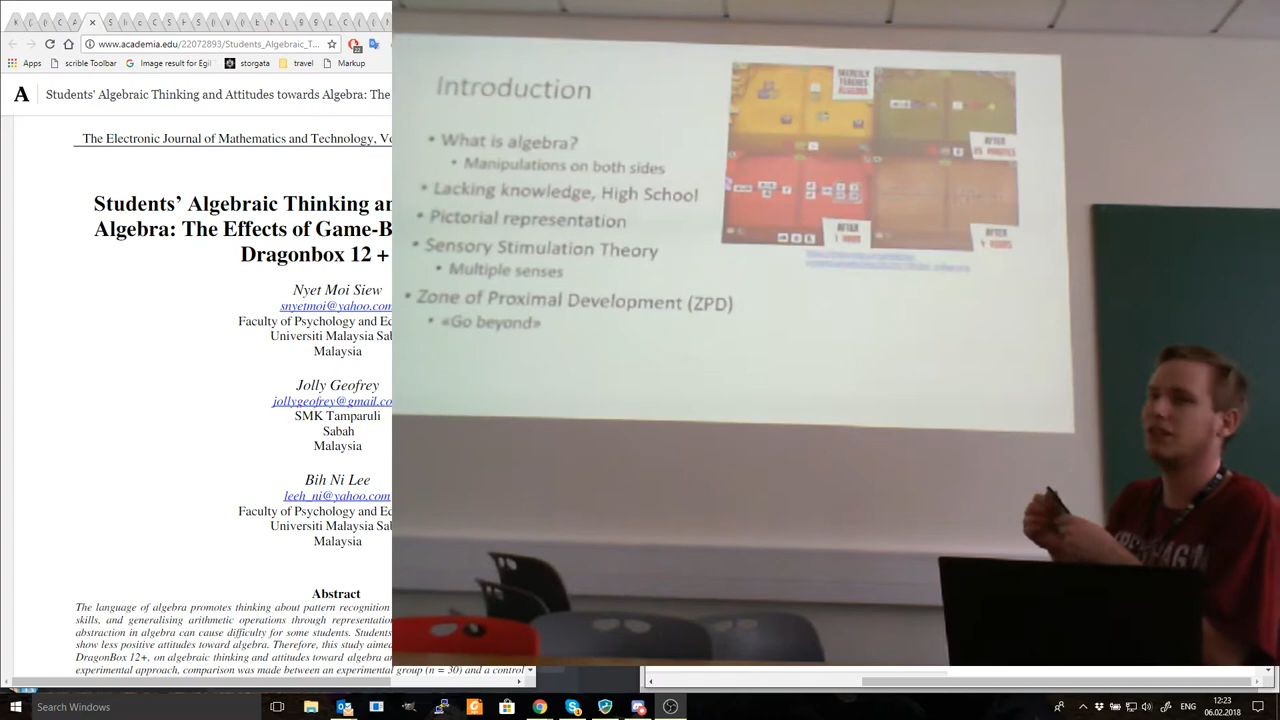 www.academia.edu/22072893/Students_Algebraic_T...
22
Apps
scrible Toolbar
Image result for Egil
storgata
travel
Markup
A
Students' Algebraic Thinking and Attitudes towards Algebra: The
The Electronic Journal of Mathematics and Technology, Vo
Students' Algebraic Thinking an
Algebra: The Effects of Game-B
Dragonbox 12 +
Nyet Moi Siew
snyetmoi@yahoo.com
Faculty of Psychology and Ed
Universiti Malaysia Sab
Malaysia
Jolly Geofrey
jollygeofrey@gmail.co
SMK Tamparuli
Sabah
Malaysia
Bih Ni Lee
leeh_ni@yahoo.com
Faculty of Psychology and Ed
Universiti Malaysia Sab
Malaysia
Abstract
The language of algebra promotes thinking about pattern recognition
skills, and generalising arithmetic operations through representation
abstraction in algebra can cause difficulty for some students. Students
show less positive attitudes toward algebra. Therefore, this study aimed
DragonBox 12+, on algebraic thinking and attitudes toward algebra
experimental approach, comparison was made between an experimental group (n = 30) and a control
Introduction
• What is algebra?
• Manipulations on both sides
• Lacking knowledge, High School
• Pictorial representation
• Sensory Stimulation Theory
• Multiple senses
• Zone of Proximal Development (ZPD)
• «Go beyond»
SECRETLY
TEACHES
ALGEBRA
AFTER
25 MINUTES
AFTER
1 HOUR
AFTER
4 HOURS
Search Windows
ENG
12:23
06.02.2018